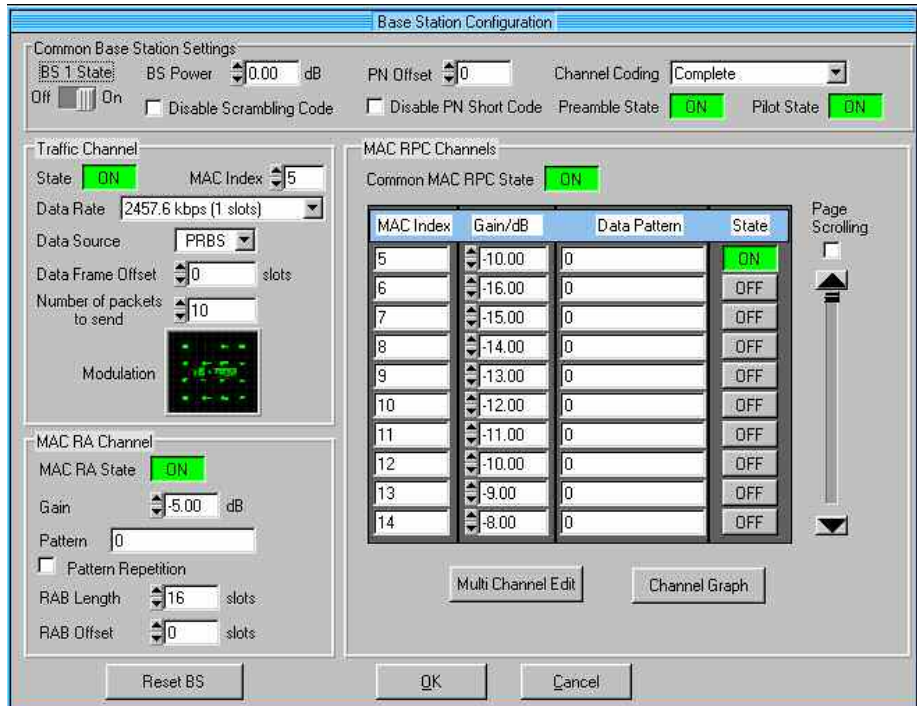 Base Station Configuration
Common Base Station Settings
BS 1 State BS Power 0.00 dB PN Offset 0 Channel Coding Complete
Off On Disable Scrambling Code Disable PN Short Code Preamble State ON Pilot State ON
Traffic Channel
State ON MAC Index 5
Data Rate 2457.6 kbps (1 slots)
Data Source PRBS
Data Frame Offset 0 slots
Number of packets
to send 10
Modulation
MAC RA Channel
MAC RA State ON
Gain -5.00 dB
Pattern 0
Pattern Repetition
RAB Length 16 slots
RAB Offset 0 slots
MAC RPC Channels
Common MAC RPC State ON
MAC Index Gain/dB Data Pattern State
5 -10.00 0 ON
6 -16.00 0 OFF
7 -15.00 0 OFF
8 -14.00 0 OFF
9 -13.00 0 OFF
10 -12.00 0 OFF
11 -11.00 0 OFF
12 -10.00 0 OFF
13 -9.00 0 OFF
14 -8.00 0 OFF
Page
Scrolling
Multi Channel Edit Channel Graph
Reset BS OK Cancel